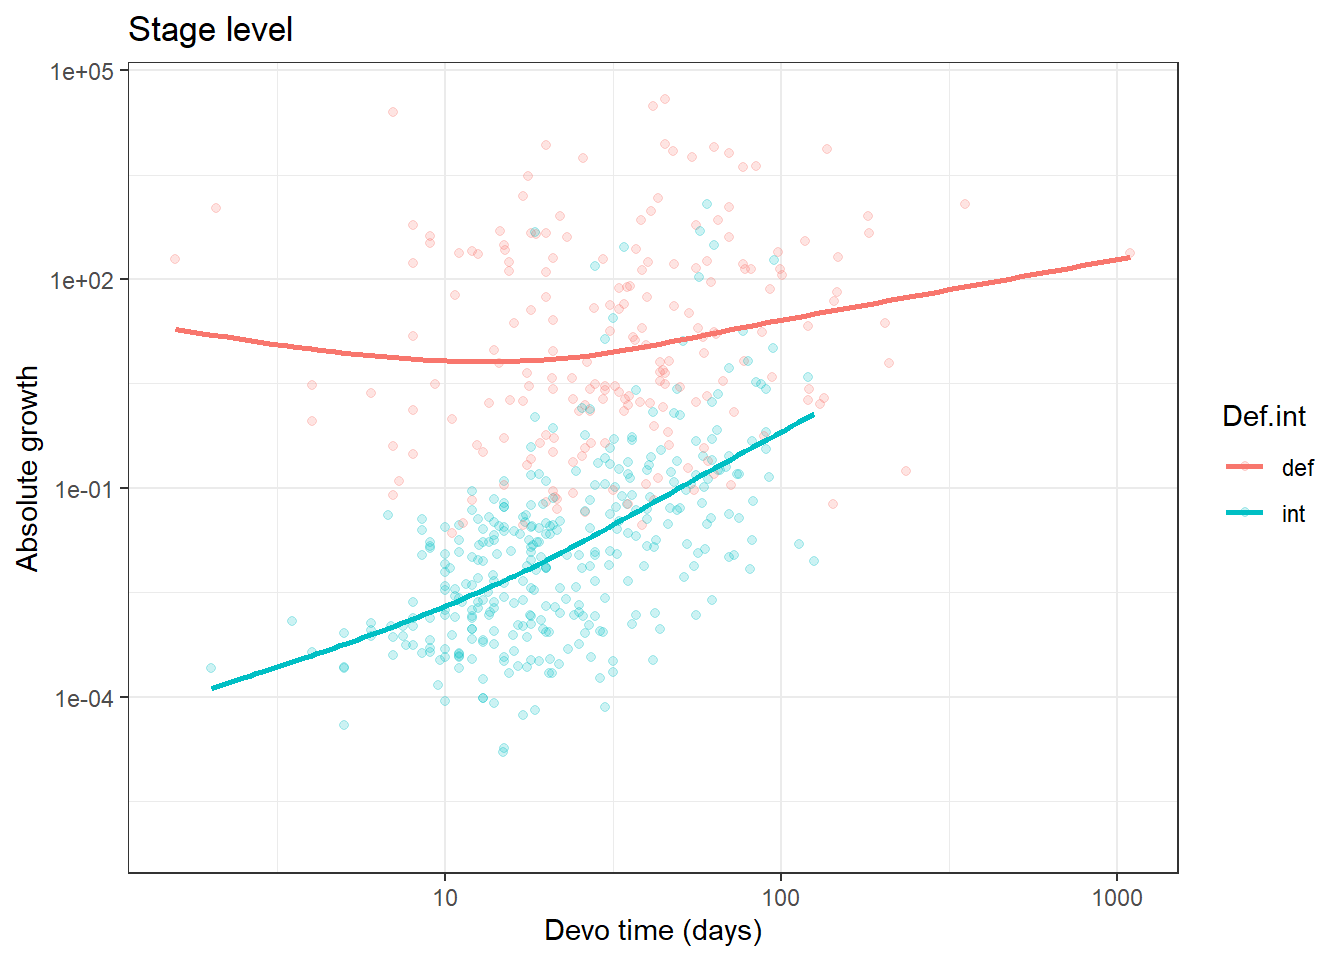 Stage level
1e+05
1e+02
1e-01
1e-04
Absolute growth
10
100
1000
Devo time (days)
Def.int
def
int